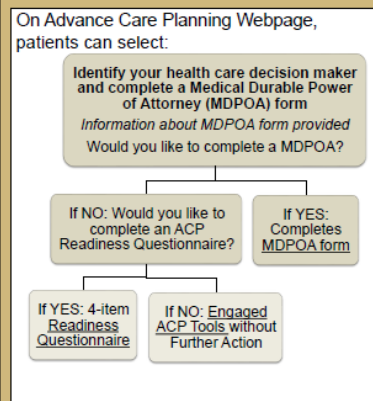 On Advance Care Planning Webpage,
patients can select:
Identify your health care decision maker
and complete a Medical Durable Power
of Attorney (MDPOA) form
Information about MDPOA form provided
Would you like to complete a MDPOA?
If NO: Would you like to
complete an ACP
Readiness Questionnaire?
If YES:
Completes
MDPOA form
If YES: 4-item
Readiness
Questionnaire
If NO: Engaged
ACP Tools without
Further Action